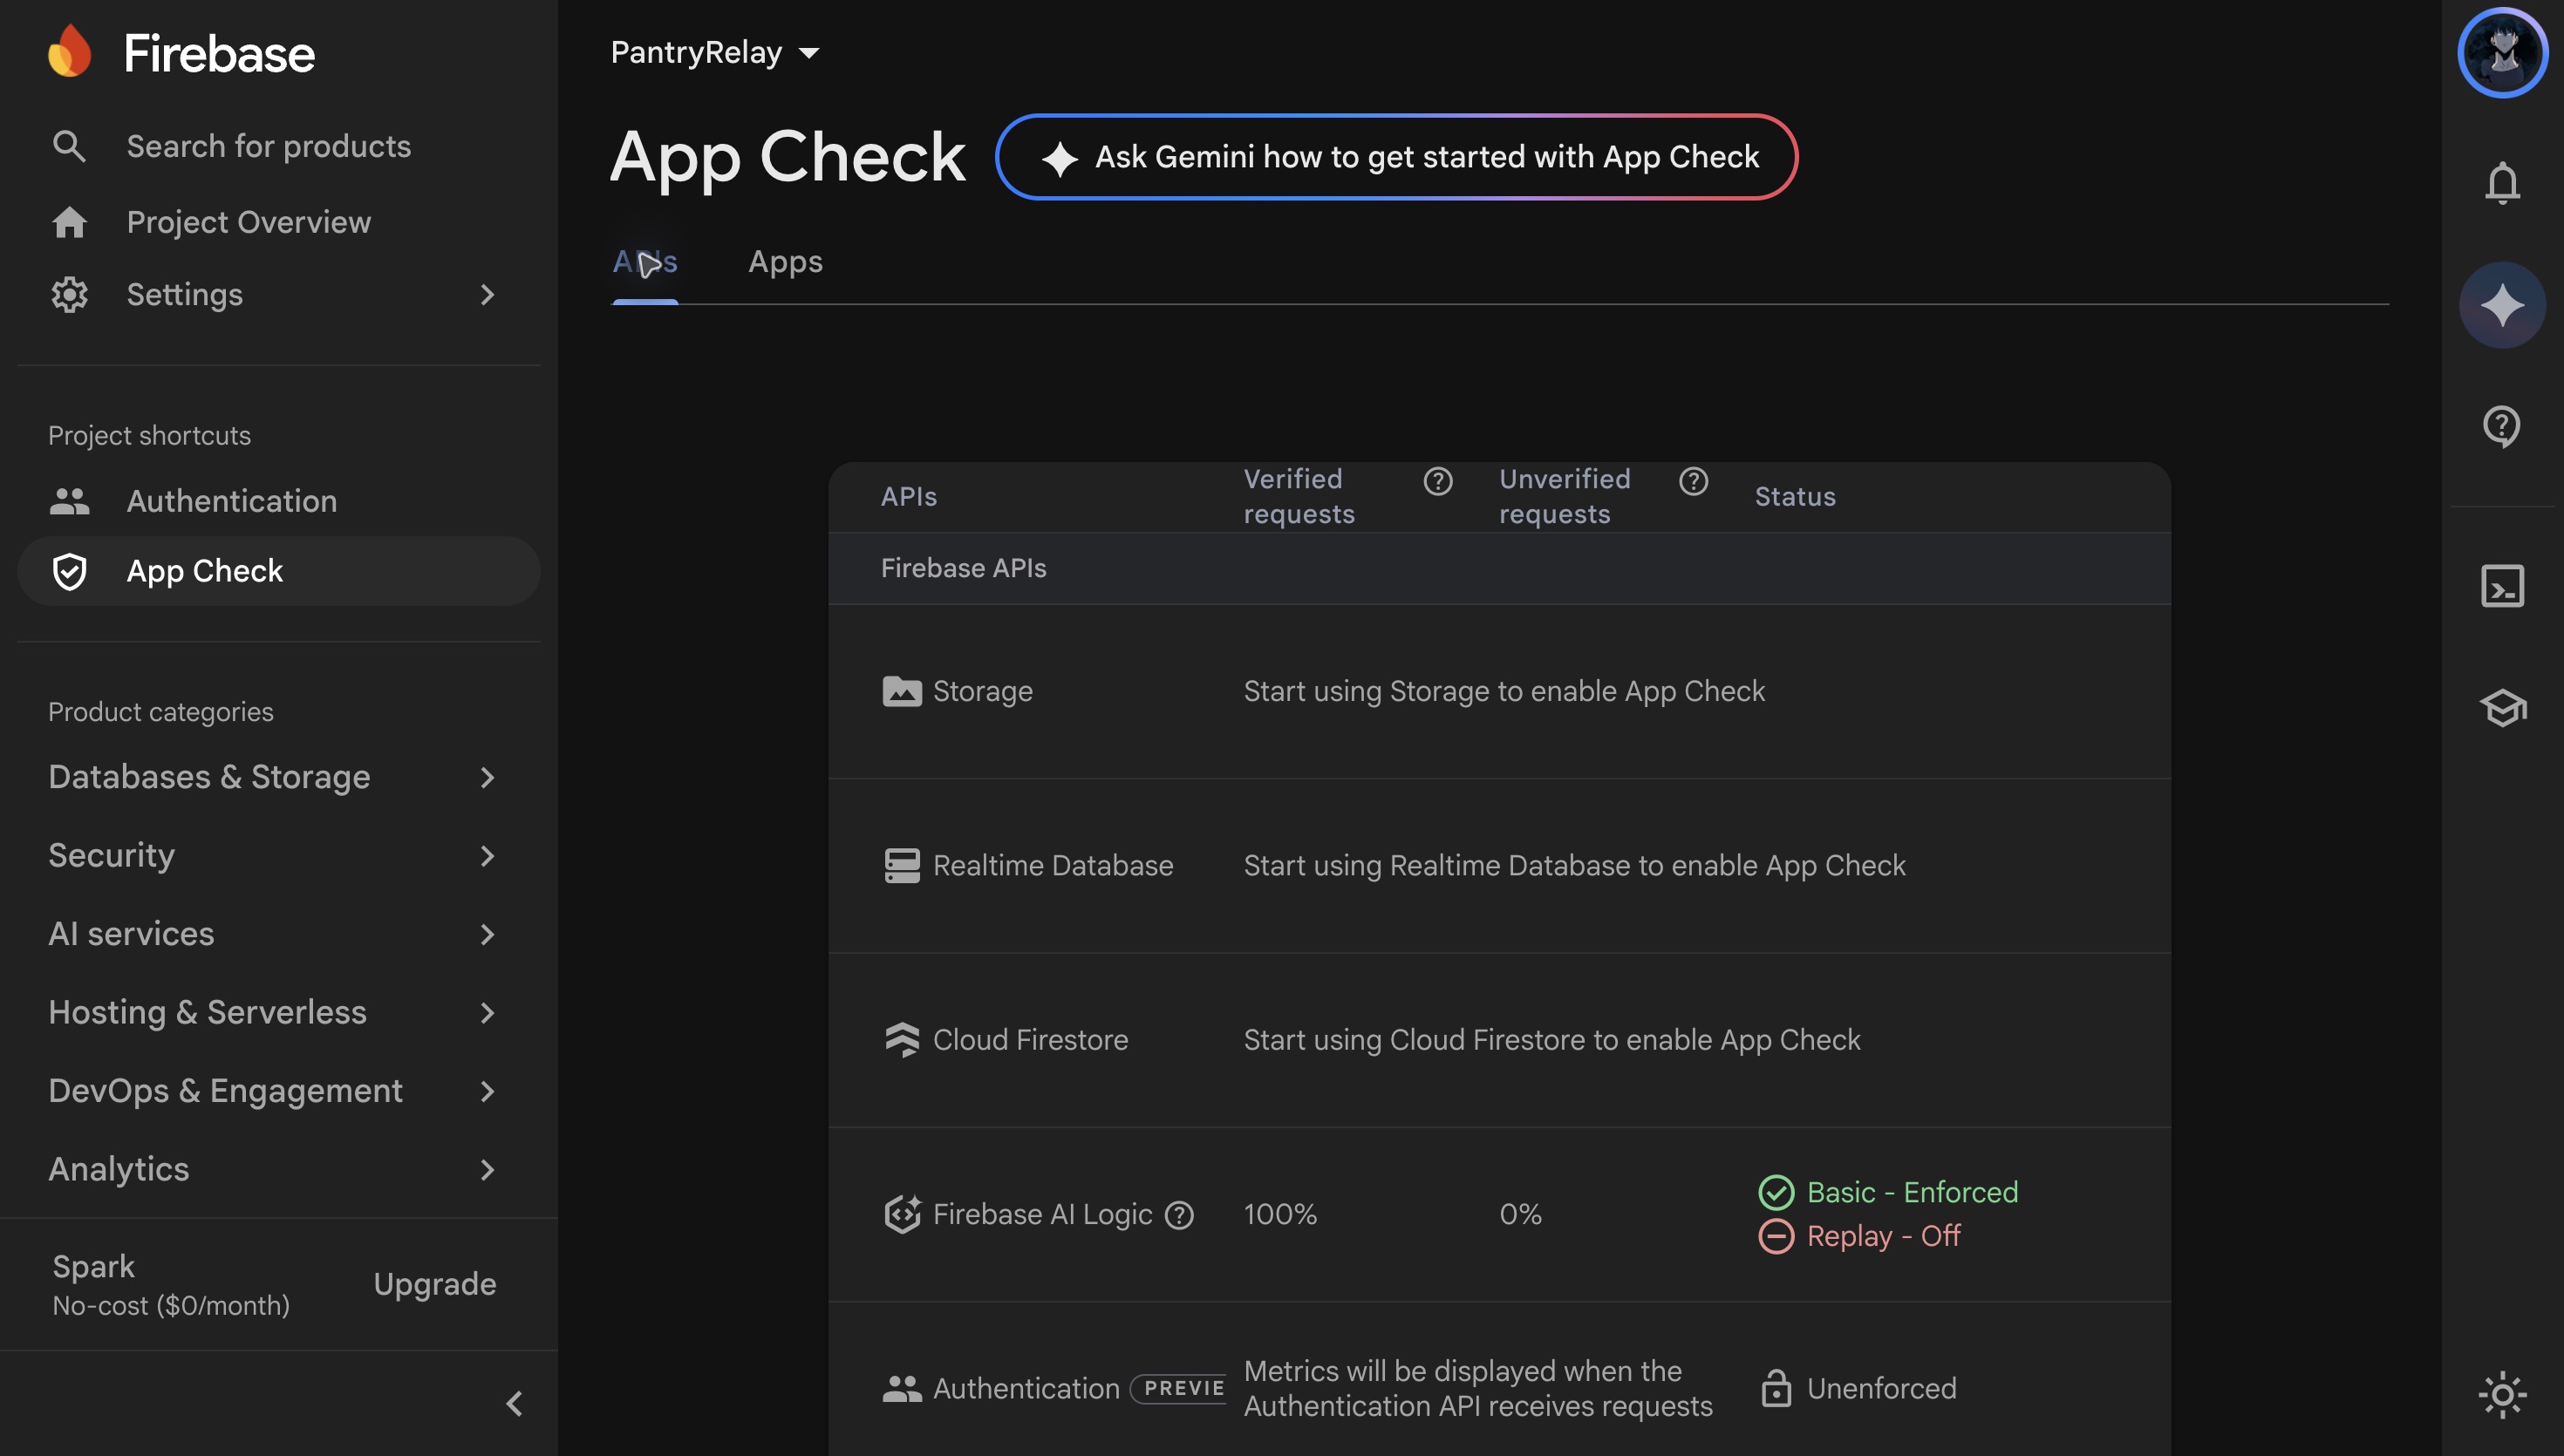 Firebase
Search for products
Project Overview
Settings
Project shortcuts
Authentication
App Check
Product categories
Databases & Storage
Security
AI services
Hosting & Serverless
DevOps & Engagement
Analytics
Spark
No-cost ($0/month)
Upgrade
PantryRelay
App Check
Ask Gemini how to get started with App Check
APIs
Apps
APIs
Verified
requests
Unverified
requests
Status
Firebase APIs
Storage
Start using Storage to enable App Check
Realtime Database
Start using Realtime Database to enable App Check
Cloud Firestore
Start using Cloud Firestore to enable App Check
Firebase AI Logic
100%
0%
Basic - Enforced
Replay - Off
Authentication
PREVIE
Metrics will be displayed when the
Authentication API receives requests
Unenforced